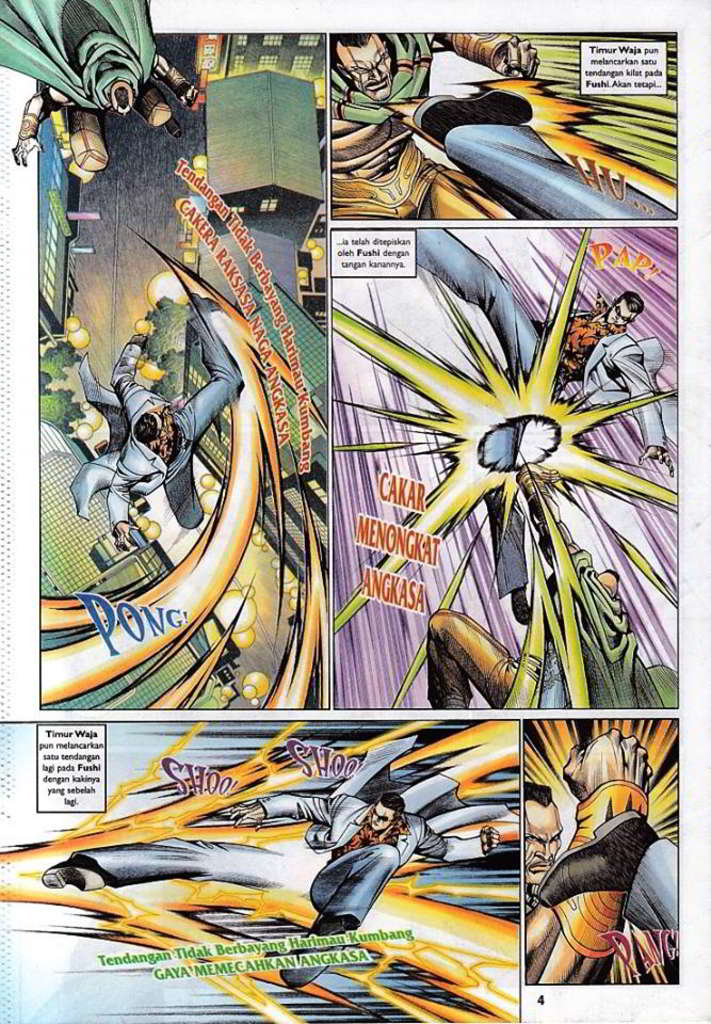 Tendangan Tidak Berbayang Harimau Kumbang
CAKERA RAKSASA NAGA ANGKASA
PONG!
Timur Waja pun
melancarkan satu
tendangan kilat pada
Fushi. Akan tetapi...
HU...
...ia telah ditepiskan
oleh Fushi dengan
tangan kanannya.
PAP!
CAKAR
MENONGKAT
ANGKASA
Timur Waja
pun melancarkan
satu tendangan
lagi pada Fushi
dengan kakinya
yang sebelah
lagi.
SHOO!
SHOO!
Tendangan Tidak Berbayang Harimau Kumbang
GAYA MEMECAHKAN ANGKASA
PANG!
4